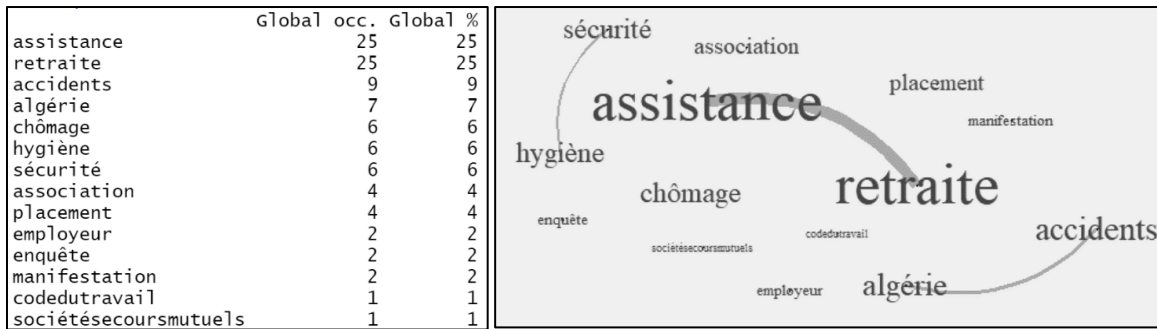 Global occ. Global %
assistance 25 25
retraite 25 25
accidents 9 9
algérie 7 7
chômage 6 6
hygiène 6 6
sécurité 6 6
association 4 4
placement 4 4
employeur 2 2
enquête 2 2
manifestation 2 2
codedutravail 1 1
sociétésecoursmutuels 1 1
sécurité
association
placement
assistance
manifestation
hygiène
retraite
chômage
enquête
codedutravail
accidents
sociétésecoursmutuels
employeur
algérie